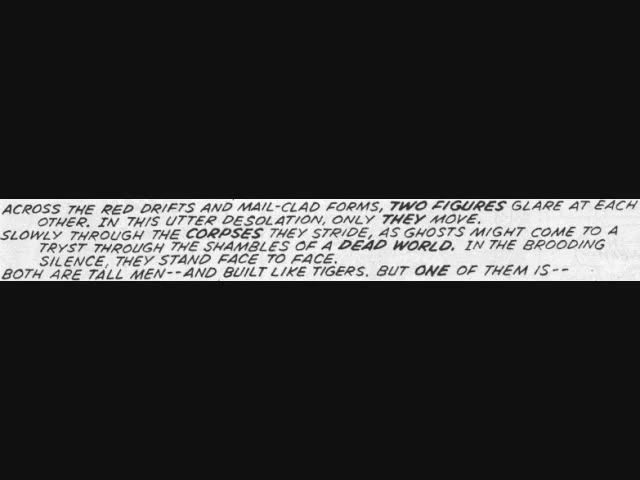 ACROSS THE RED DRIFTS AND MAIL-CLAD FORMS, TWO FIGURES GLARE AT EACH
OTHER. IN THIS UTTER DESOLATION, ONLY THEY MOVE.
SLOWLY THROUGH THE CORPSES THEY STRIDE, AS GHOSTS MIGHT COME TO A
TRYST THROUGH THE SHAMBLES OF A DEAD WORLD. IN THE BROODING
SILENCE, THEY STAND FACE TO FACE.
BOTH ARE TALL MEN--AND BUILT LIKE TIGERS. BUT ONE OF THEM IS--